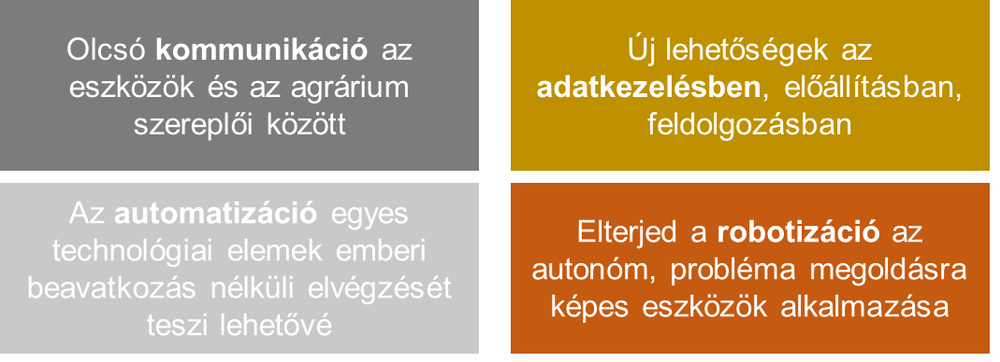 Olcsó kommunikáció az
eszközök és az agrárium
szereplői között
Új lehetőségek az
adatkezelésben, előállításban,
feldolgozásban
Az automatizáció egyes
technológiai elemek emberi
beavatkozás nélküli elvégzését
teszi lehetővé
Elterjed a robotizáció az
autonóm, probléma megoldásra
képes eszközök alkalmazása